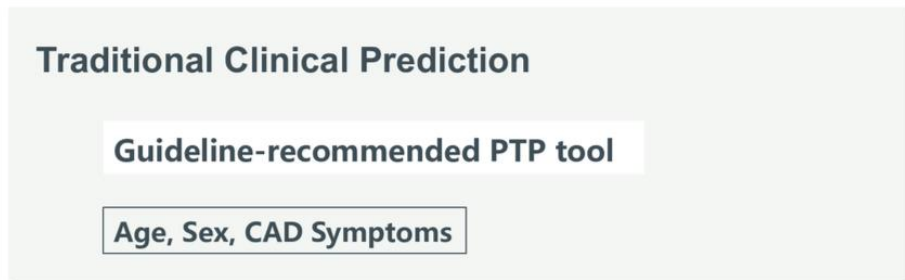 Traditional Clinical Prediction
Guideline-recommended PTP tool
Age, Sex, CAD Symptoms